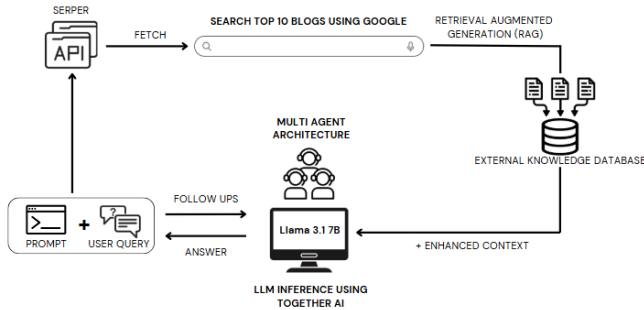 SERPER
API
FETCH
SEARCH TOP 10 BLOGS USING GOOGLE
RETRIEVAL AUGMENTED
GENERATION (RAG)
EXTERNAL KNOWLEDGE DATABASE
MULTI AGENT
ARCHITECTURE
Llama 3.1 7B
LLM INFERENCE USING
TOGETHER AI
+ ENHANCED CONTEXT
FOLLOW UPS
ANSWER
+
?
PROMPT
USER QUERY